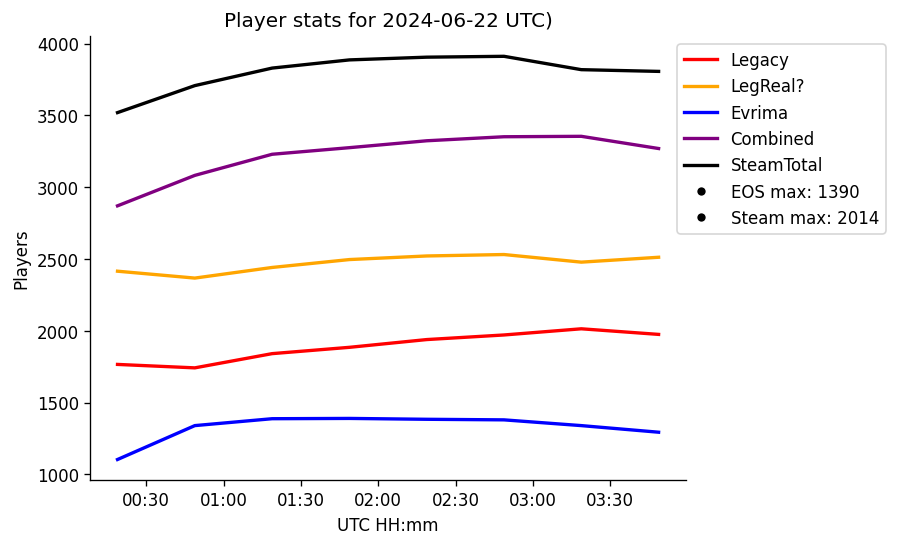 Player stats for 2024-06-22 UTC)
4000
3500
3000
2500
2000
1500
1000
Players
00:30 01:00 01:30 02:00 02:30 03:00 03:30
UTC HH:mm
Legacy
LegReal?
Evrima
Combined
SteamTotal
EOS max: 1390
Steam max: 2014